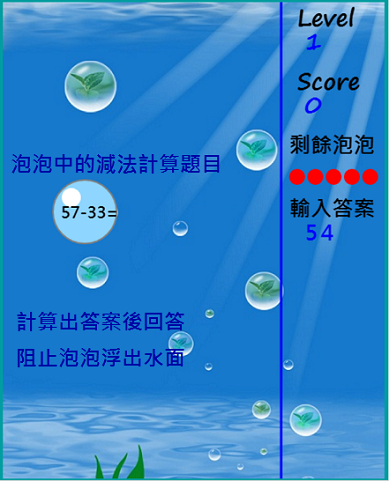 Level
1
Score
0
剩餘泡泡
輸入答案
54
泡泡中的減法計算題目
57-33=
計算出答案後回答
阻止泡泡浮出水面